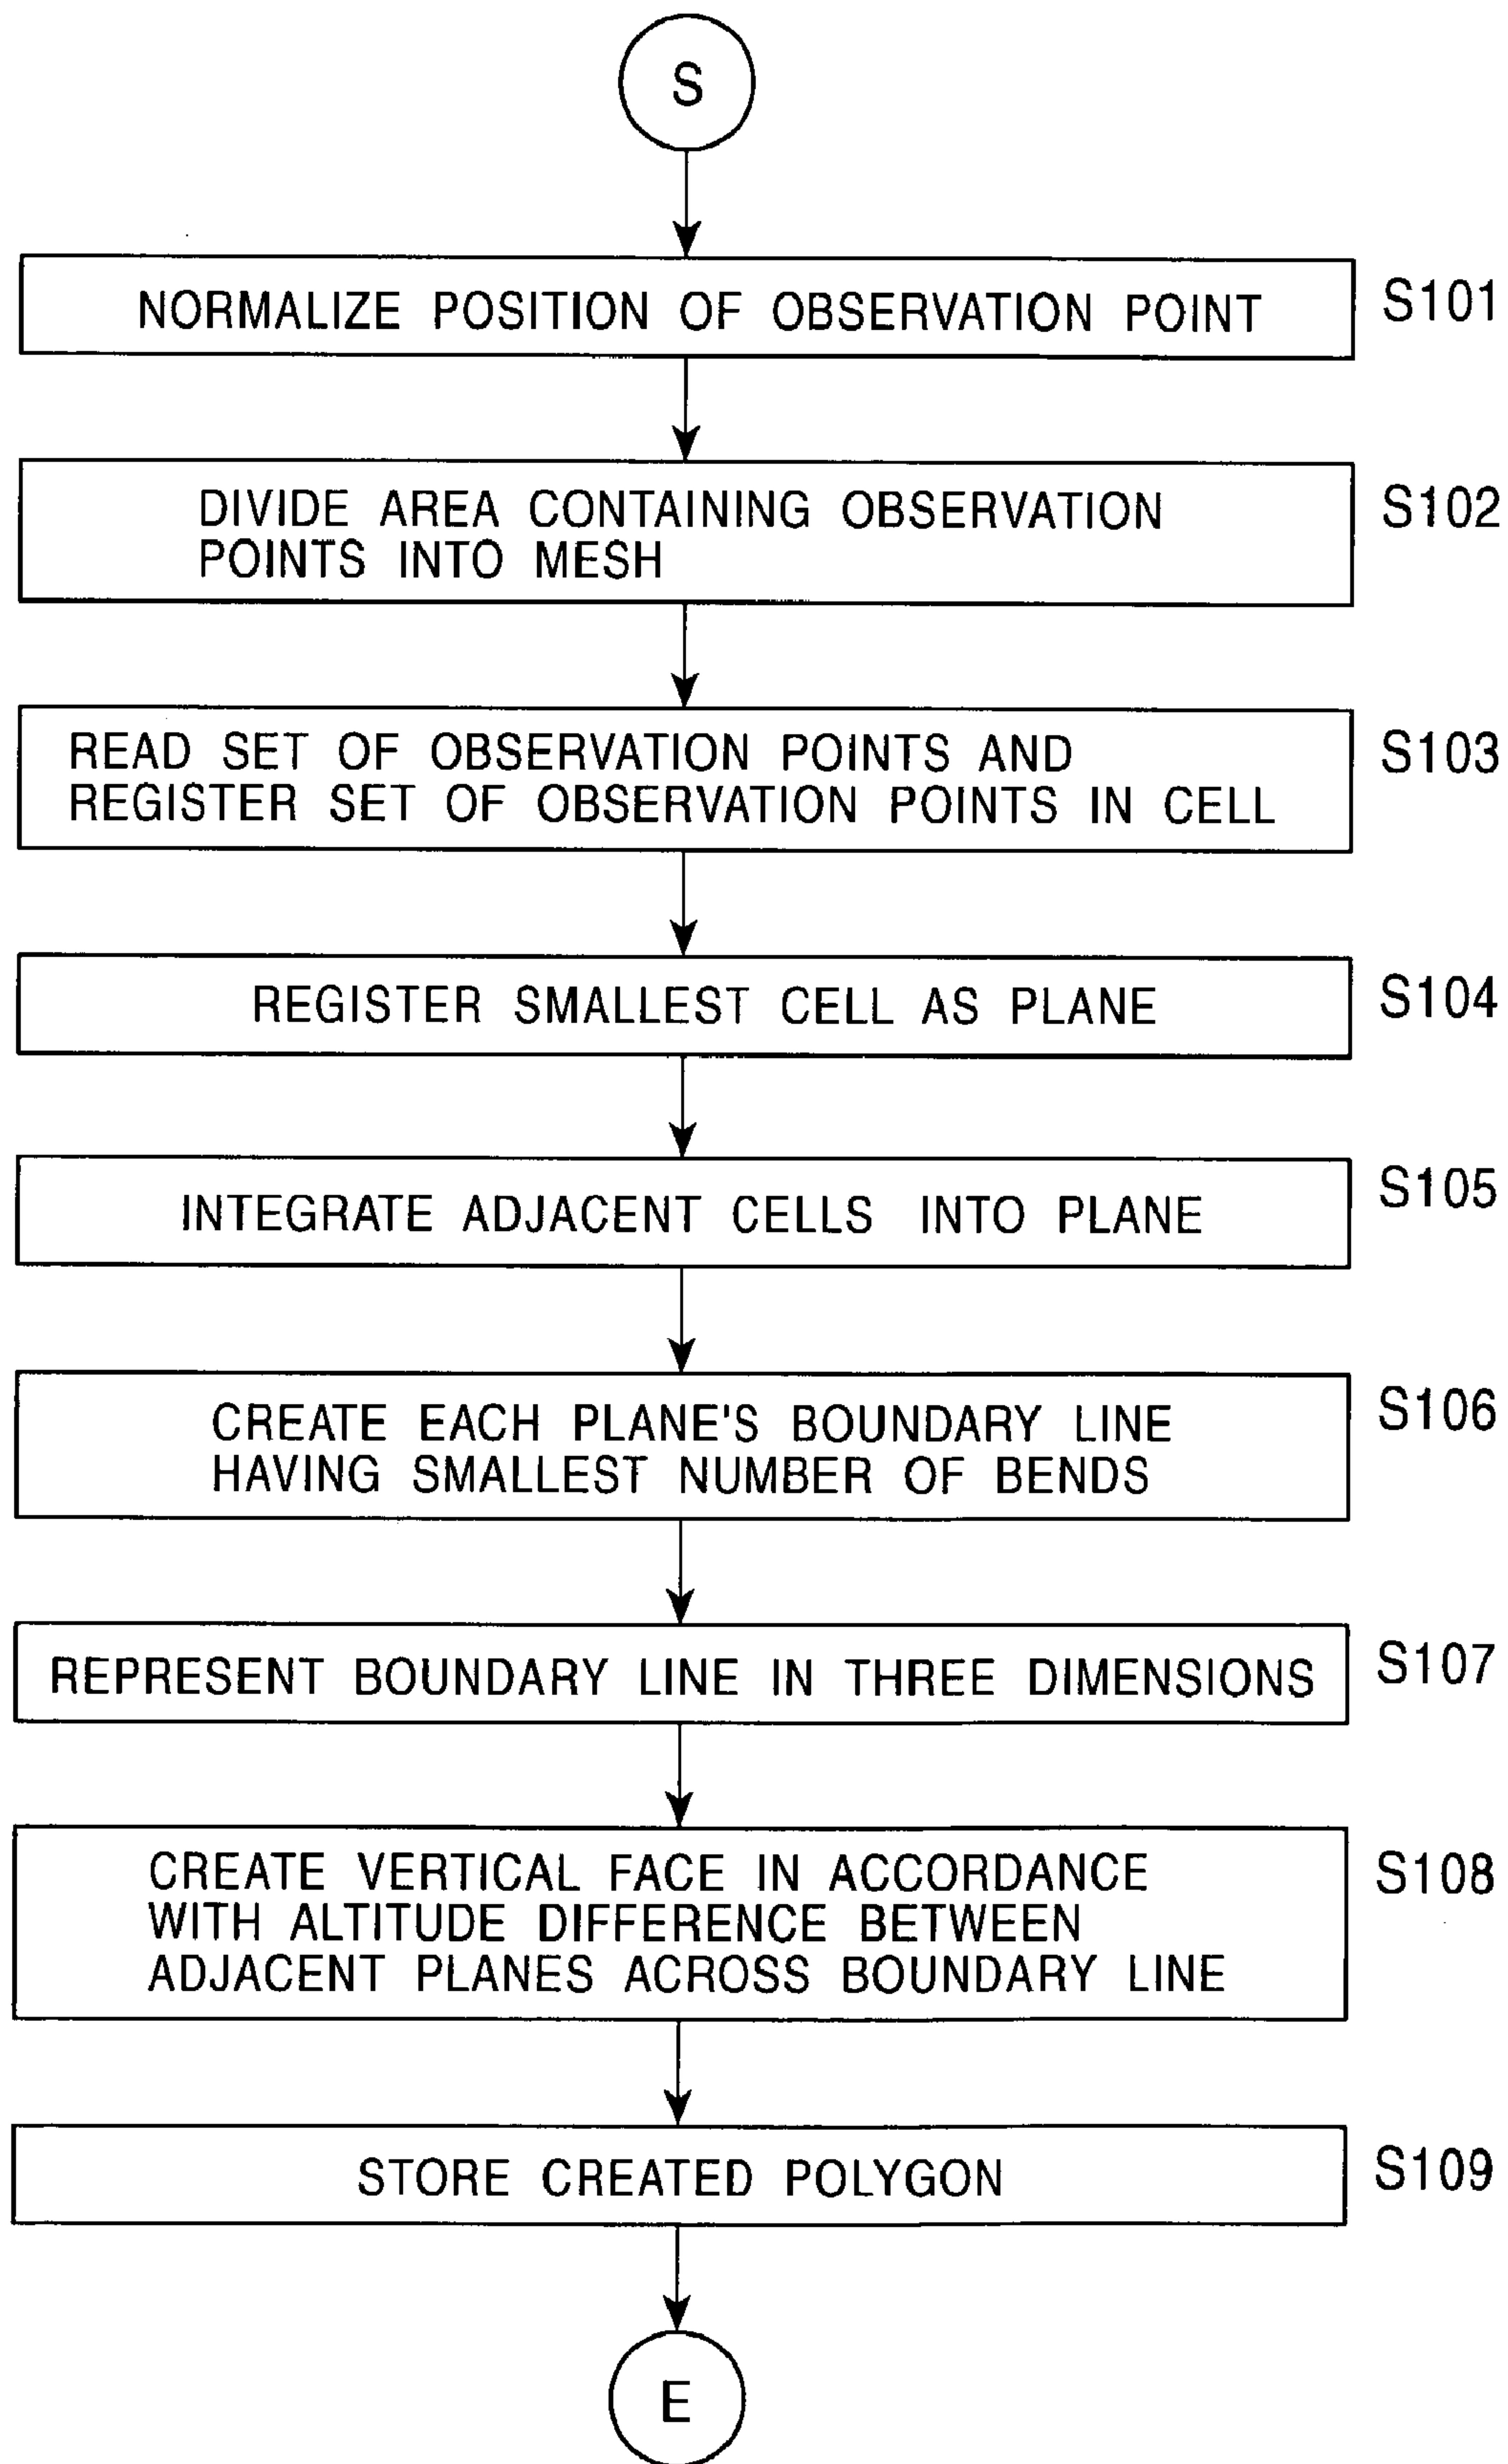 S
NORMALIZE POSITION OF OBSERVATION POINT
S101
DIVIDE AREA CONTAINING OBSERVATION
POINTS INTO MESH
S102
READ SET OF OBSERVATION POINTS AND
REGISTER SET OF OBSERVATION POINTS IN CELL
S103
REGISTER SMALLEST CELL AS PLANE
S104
INTEGRATE ADJACENT CELLS INTO PLANE
S105
CREATE EACH PLANE'S BOUNDARY LINE
HAVING SMALLEST NUMBER OF BENDS
S106
REPRESENT BOUNDARY LINE IN THREE DIMENSIONS
S107
CREATE VERTICAL FACE IN ACCORDANCE
WITH ALTITUDE DIFFERENCE BETWEEN
ADJACENT PLANES ACROSS BOUNDARY LINE
S108
STORE CREATED POLYGON
S109
E